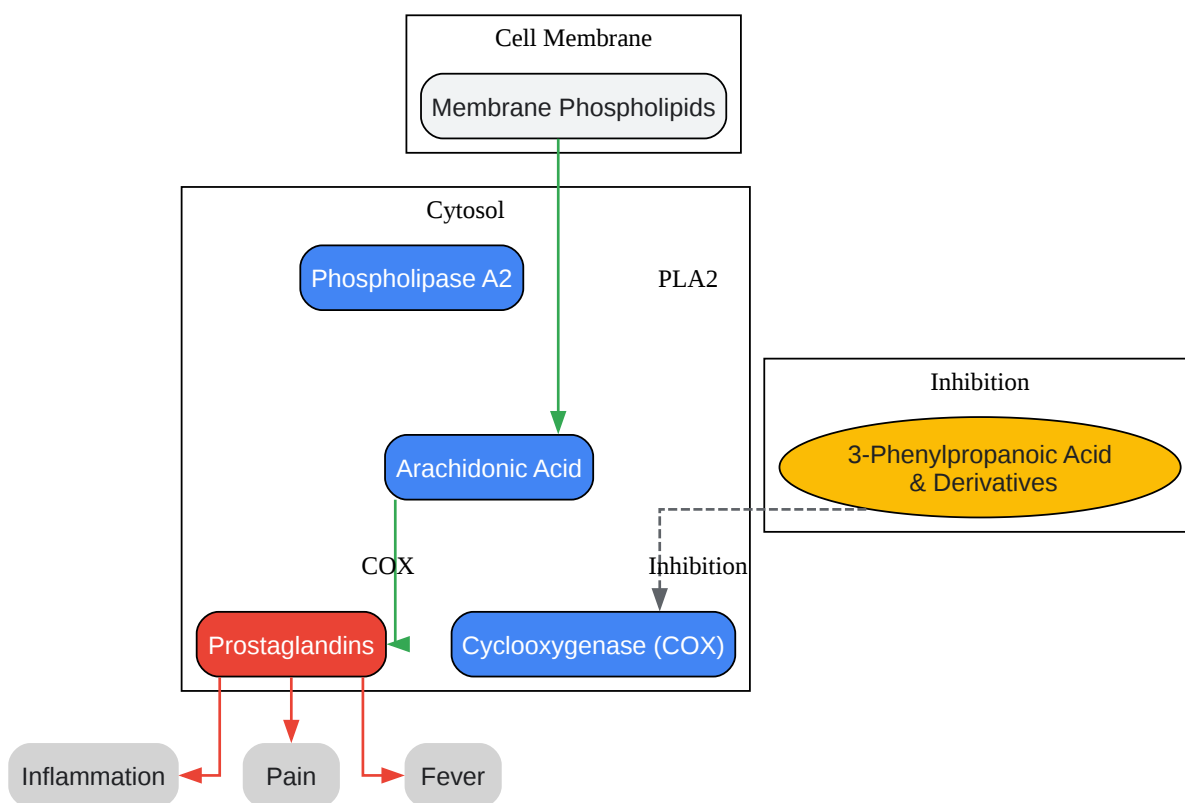 Cell Membrane
Membrane Phospholipids
Cytosol
Phospholipase A2
PLA2
Inhibition
3-Phenylpropanoic Acid
& Derivatives
Arachidonic Acid
COX
Inhibition
Prostaglandins
Cyclooxygenase (COX)
Inflammation
Pain
Fever